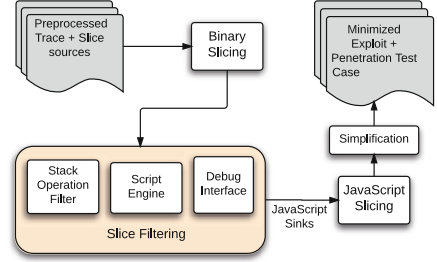 Preprocessed
Trace + Slice
sources
Binary
Slicing
Minimized
Exploit +
Penetration Test
Case
Simplification
Stack
Operation
Filter
Script
Engine
Debug
Interface
Slice Filtering
JavaScript
Sinks
JavaScript
Slicing